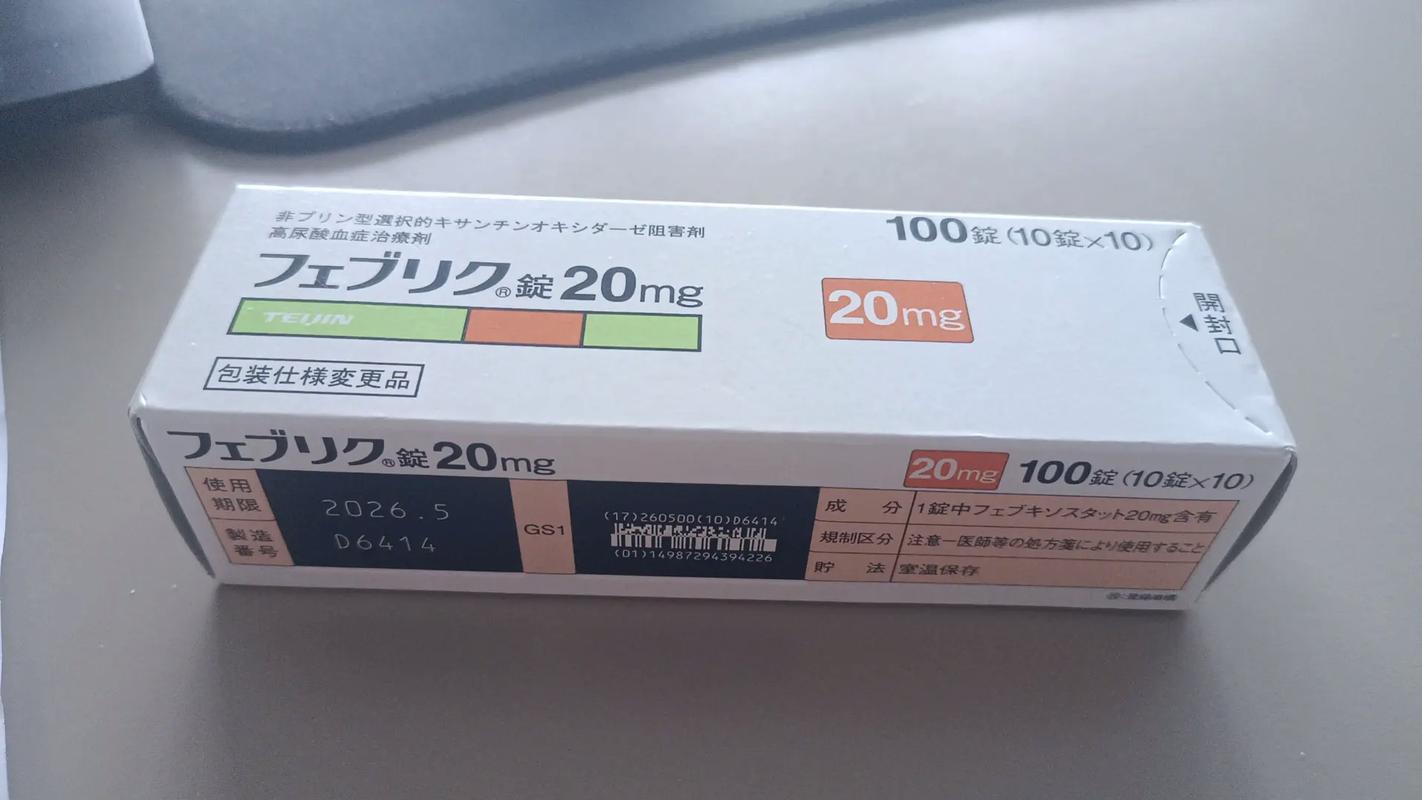 非プリン型選択的キサンチンオキシダーゼ阻害剤
高尿酸血症治療剤
フェブリク®錠20mg
TEIJIN
包装仕様変更品
100錠(10錠×10)
20mg
開封口
フェブリク®錠20mg
20mg 100錠(10錠×10)
使用期限 2026.5
製造番号 D6414
GS1
(17)260500(10)D6414
(01)14987294394226
成分 1錠中フェブキソスタット20mg含有
規制区分 注意-医師等の処方箋により使用すること
貯法 室温保存
®:登録商標